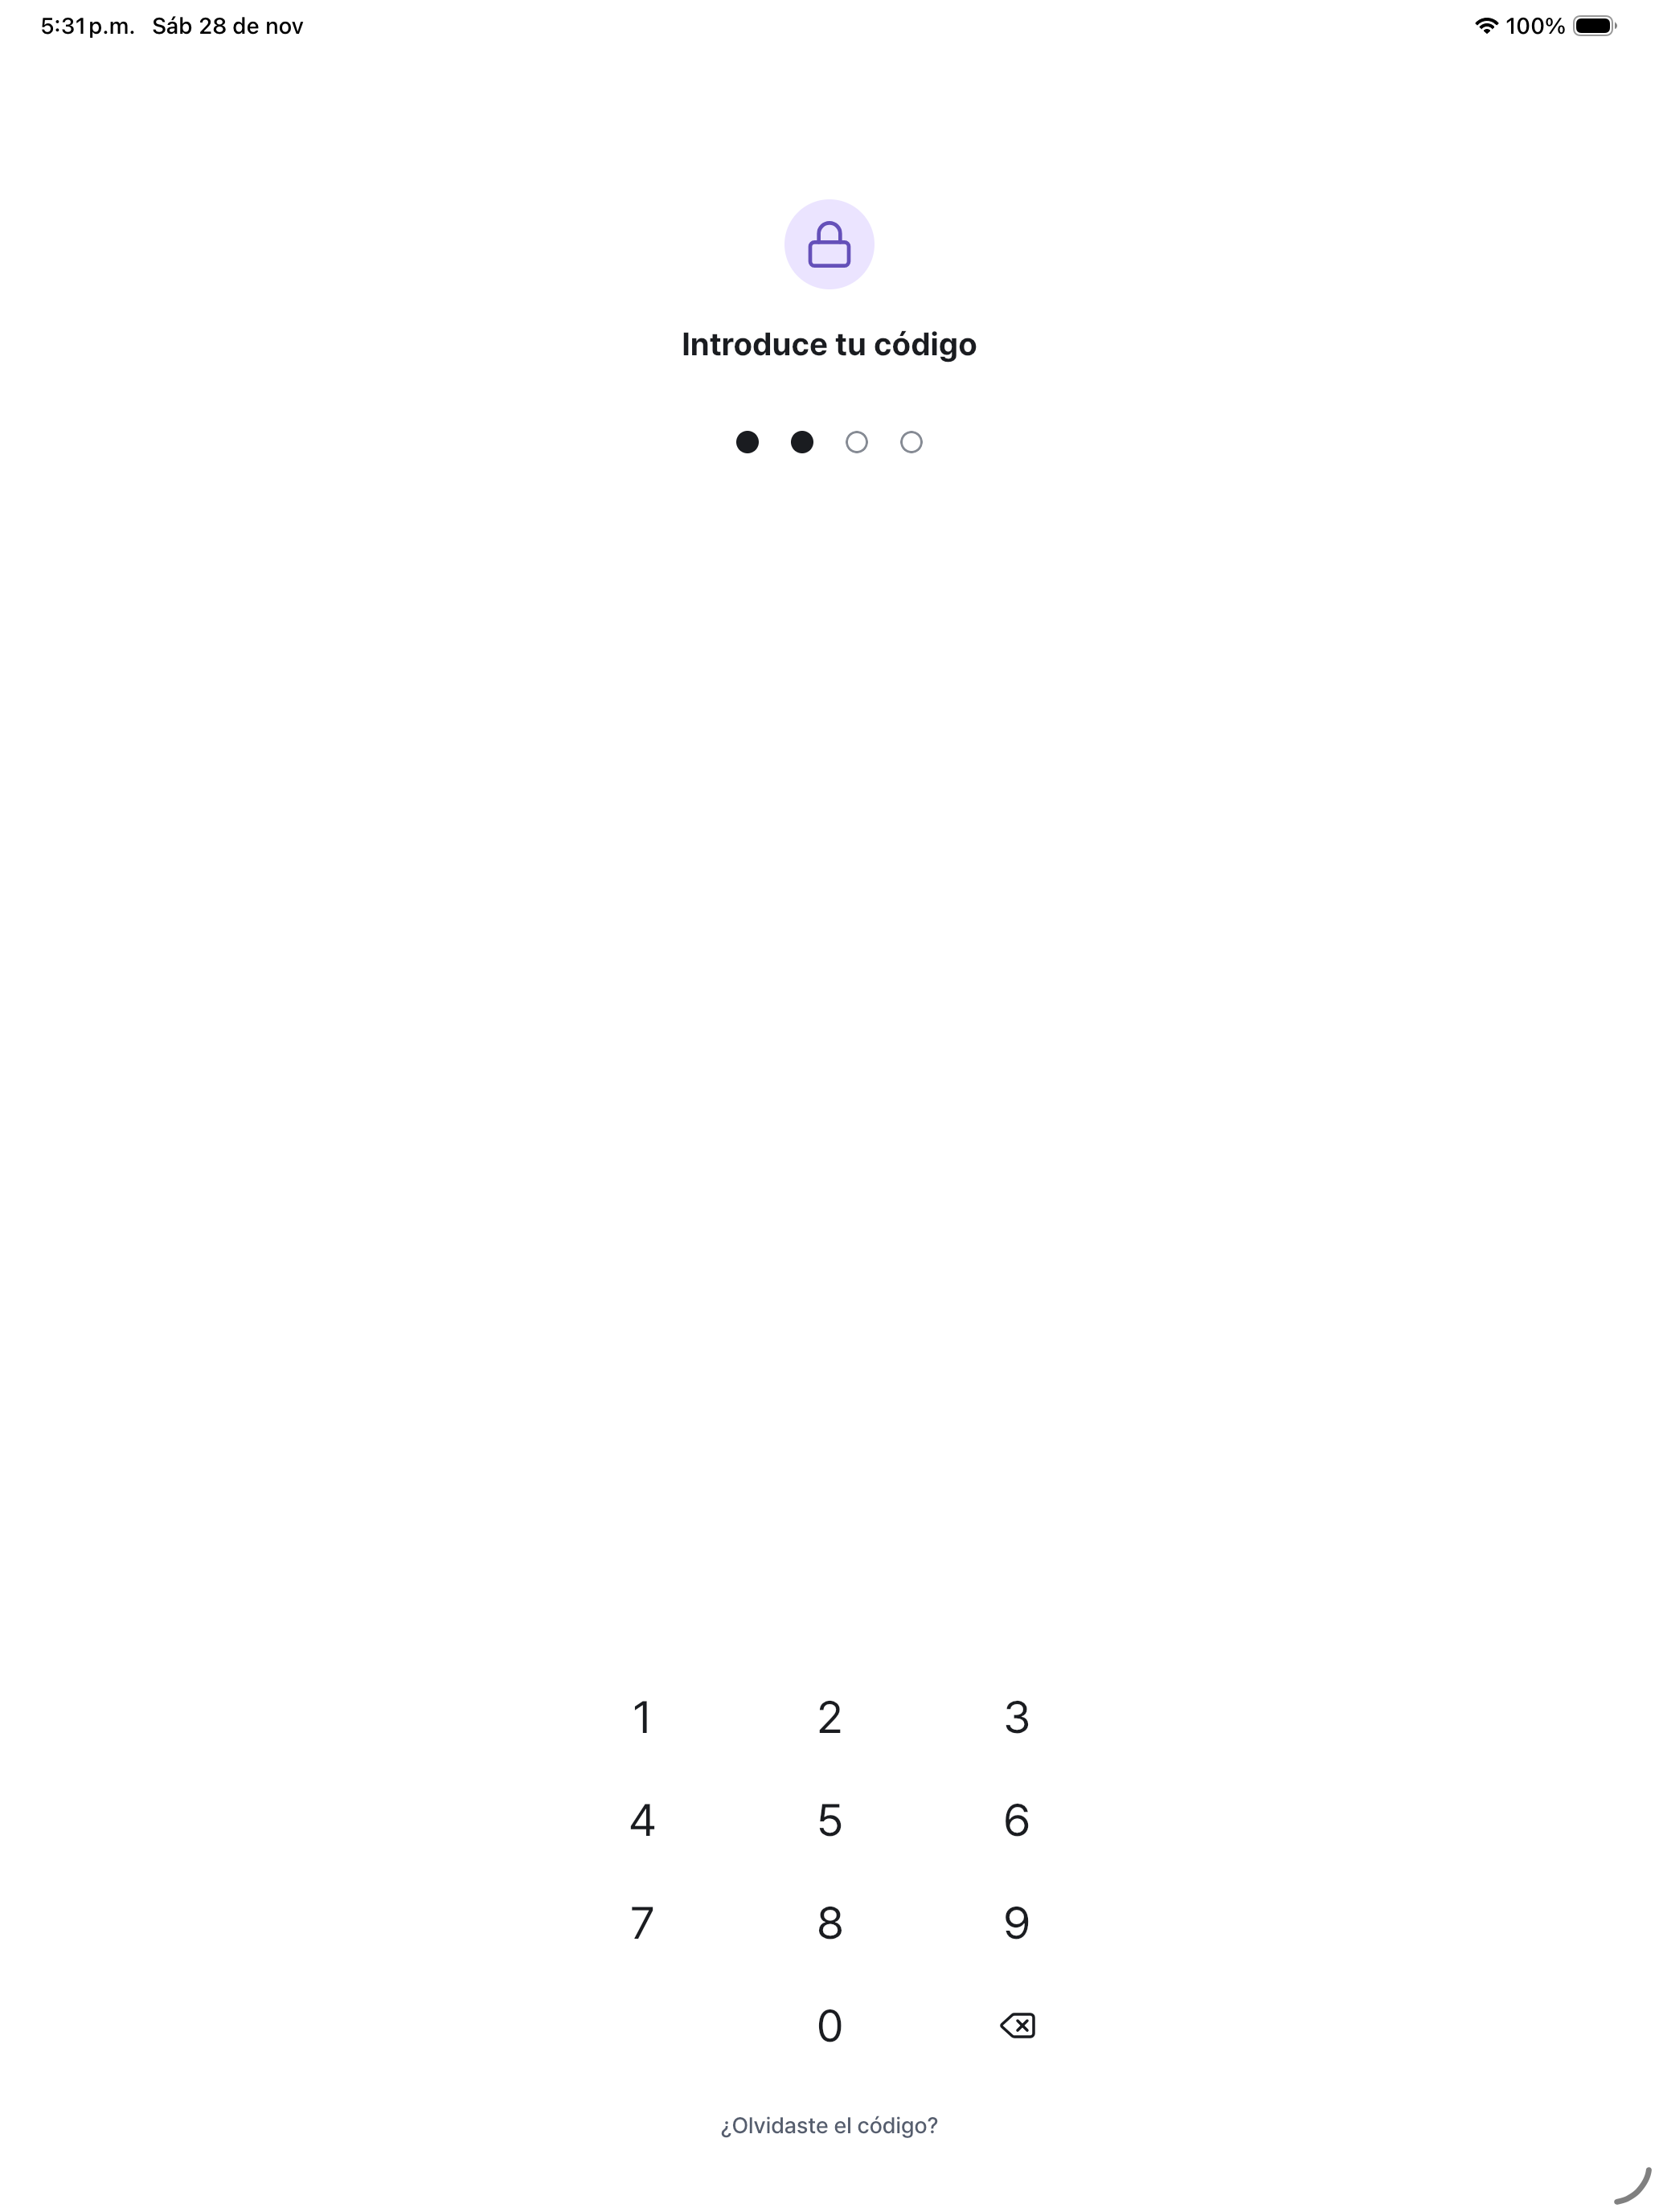 5:31 p.m. Sáb 28 de nov 100%
Introduce tu código
1 2 3
4 5 6
7 8 9
0
¿Olvidaste el código?